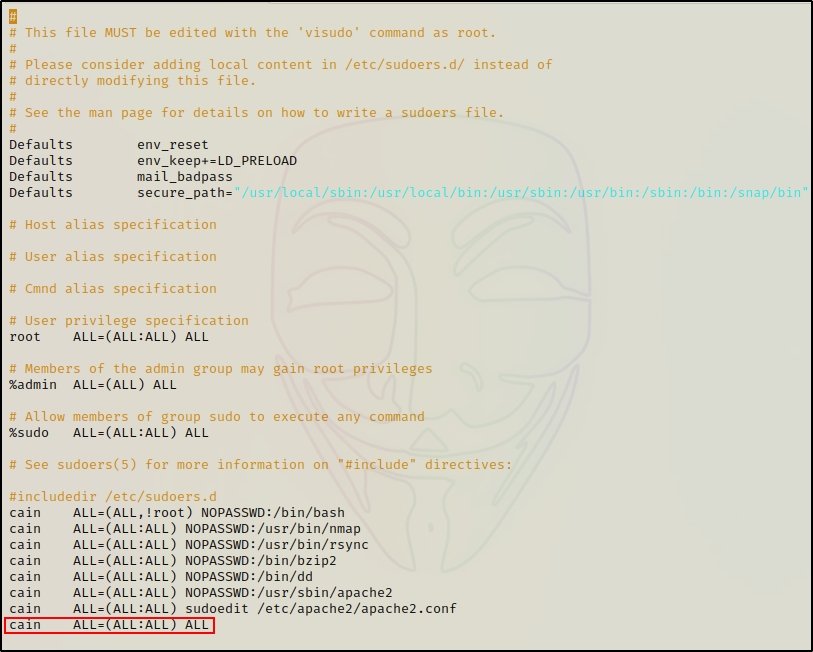 #
# This file MUST be edited with the 'visudo' command as root.
#
# Please consider adding local content in /etc/sudoers.d/ instead of
# directly modifying this file.
#
# See the man page for details on how to write a sudoers file.
#
Defaults        env_reset
Defaults        env_keep+=LD_PRELOAD
Defaults        mail_badpass
Defaults        secure_path="/usr/local/sbin:/usr/local/bin:/usr/sbin:/usr/bin:/sbin:/bin:/snap/bin"
# Host alias specification
# User alias specification
# Cmnd alias specification
# User privilege specification
root    ALL=(ALL:ALL) ALL
# Members of the admin group may gain root privileges
%admin  ALL=(ALL) ALL
# Allow members of group sudo to execute any command
%sudo   ALL=(ALL:ALL) ALL
# See sudoers(5) for more information on "#include" directives:
#includedir /etc/sudoers.d
cain    ALL=(ALL,!root) NOPASSWD:/bin/bash
cain    ALL=(ALL:ALL) NOPASSWD:/usr/bin/nmap
cain    ALL=(ALL:ALL) NOPASSWD:/usr/bin/rsync
cain    ALL=(ALL:ALL) NOPASSWD:/bin/bzip2
cain    ALL=(ALL:ALL) NOPASSWD:/bin/dd
cain    ALL=(ALL:ALL) NOPASSWD:/usr/sbin/apache2
cain    ALL=(ALL:ALL) sudoedit /etc/apache2/apache2.conf
cain    ALL=(ALL:ALL) ALL